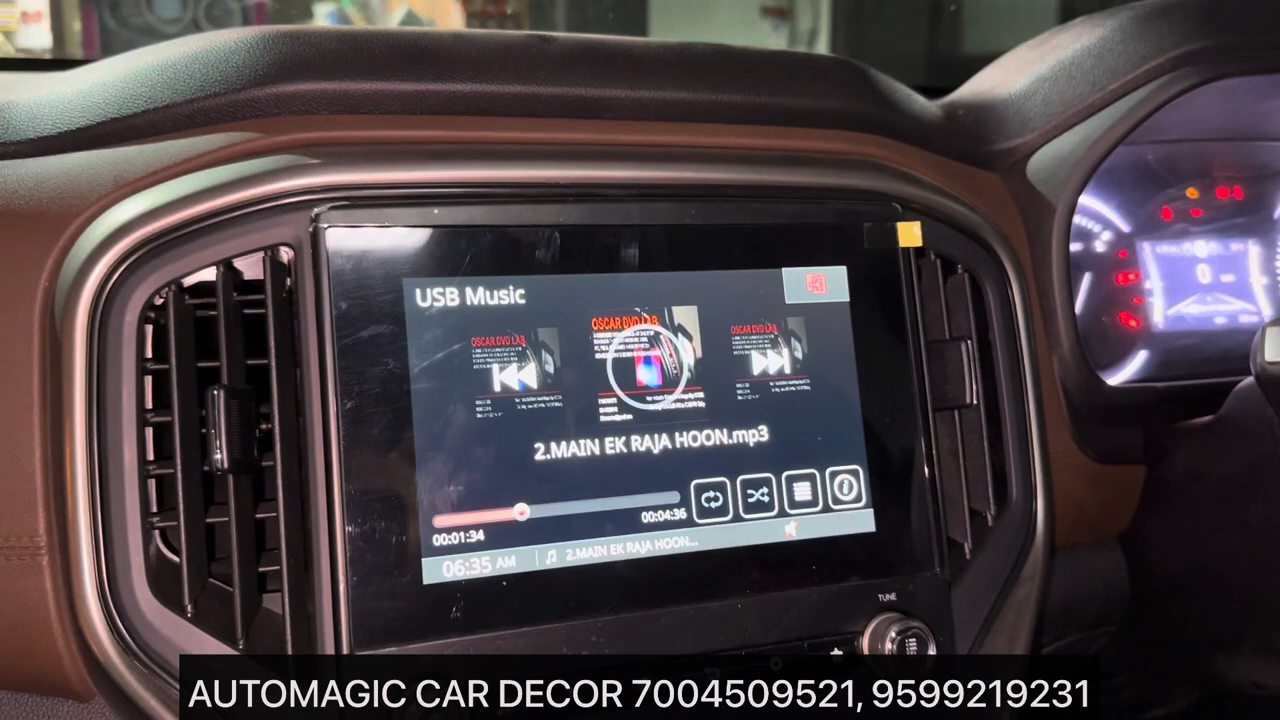 USB Music
OSCAR DVD LAB
OSCAR DVD LAB
OSCAR DVD LAB
2.MAIN EK RAJA HOON.mp3
00:01:34
00:04:36
06:35 AM
2.MAIN EK RAJA HOON...
TUNE
0
AUTOMAGIC CAR DECOR 7004509521, 9599219231